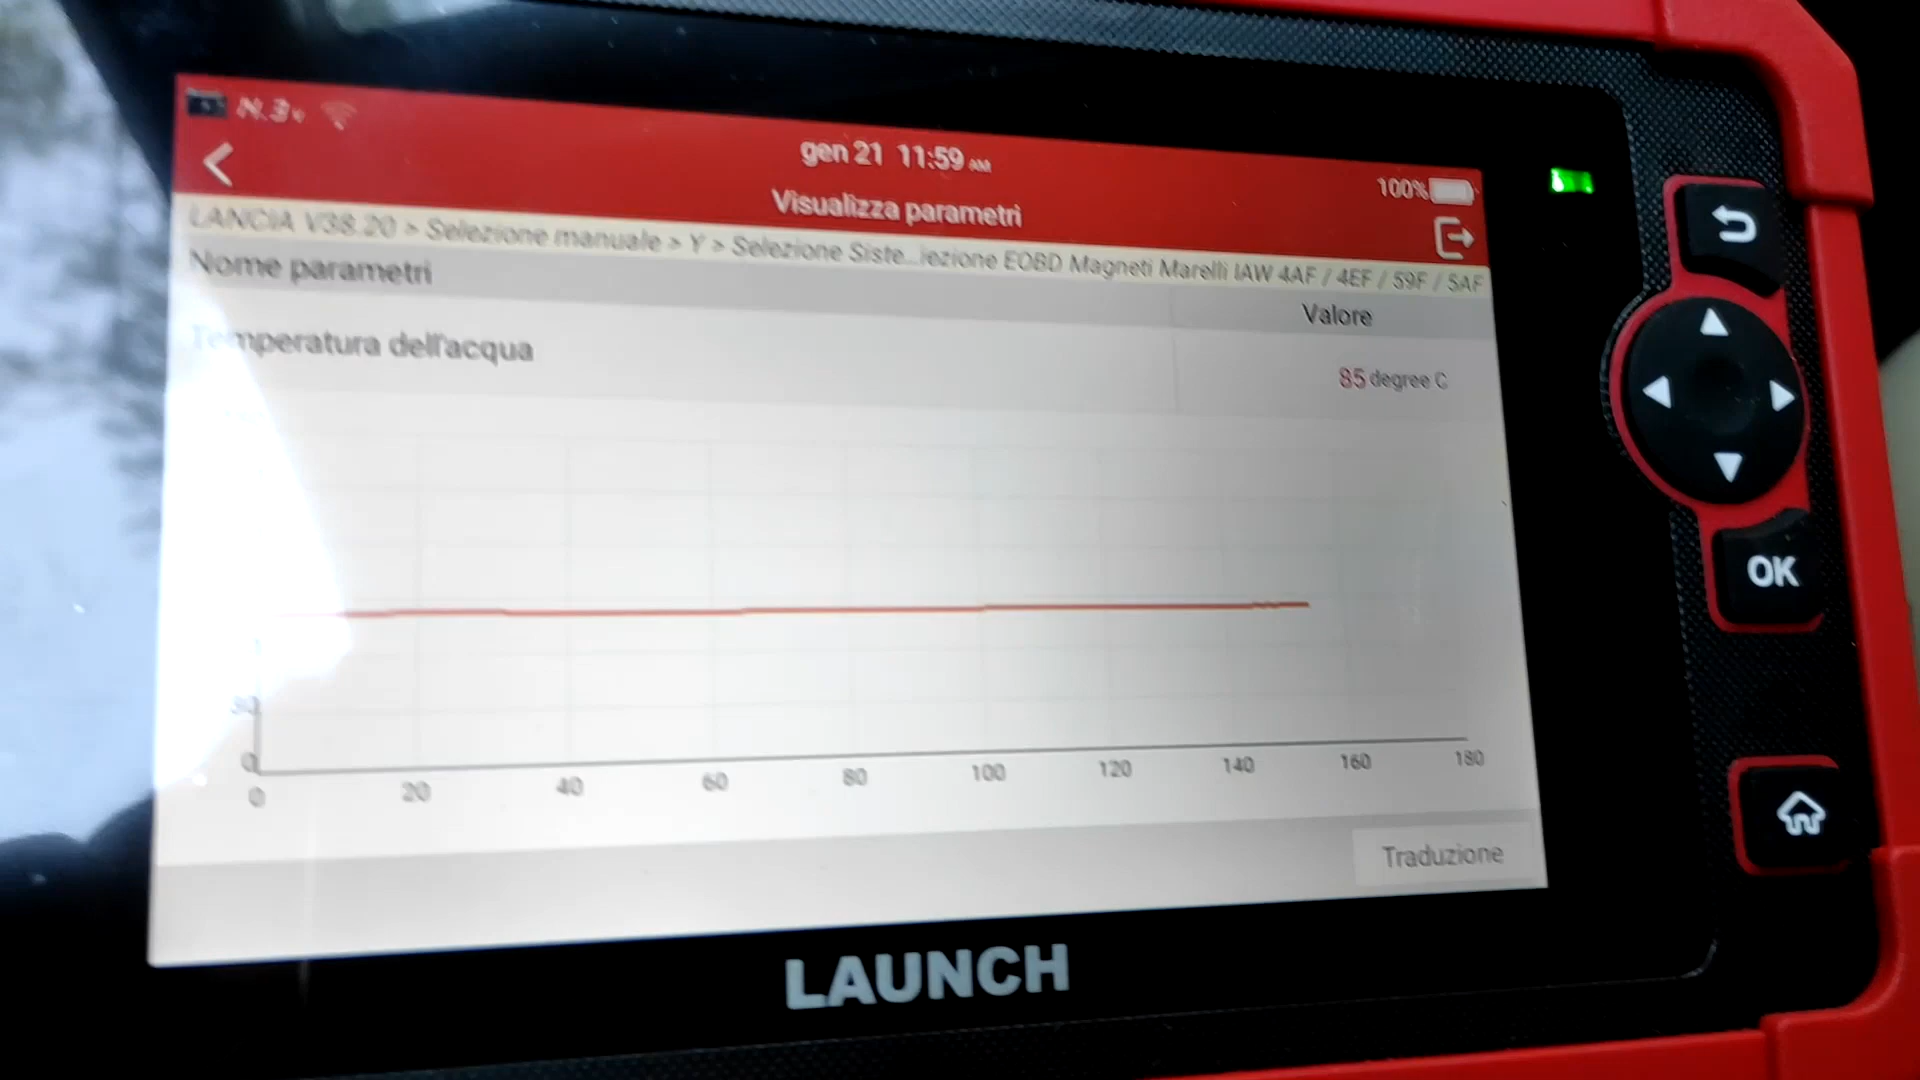 gen 21 11:59 AM
100%
Visualizza parametri
LANCIA V38.20 > Selezione manuale > Y > Selezione Siste...iezione EOBD Magneti Marelli IAW 4AF / 4EF / 59F / 5AF
Nome parametri
Valore
Temperatura dell'acqua
85 degree C
0
0 20 40 60 80 100 120 140 160 180
Traduzione
LAUNCH
OK